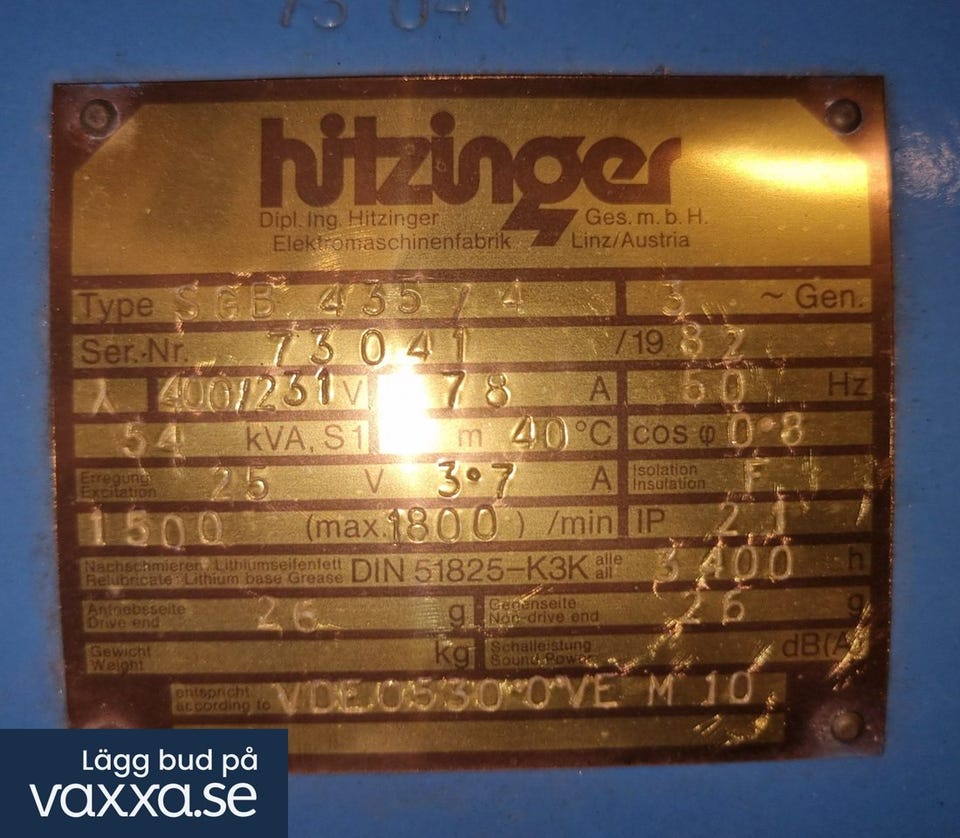 73 041
hitzinger
Dipl. Ing. Hitzinger Ges. m. b. H.
Elektromaschinenfabrik Linz/Austria
Type SGB 435/4 3 ~ Gen.
Ser.-Nr. 73041 /1982
400/231 V 78 A 50 Hz
54 kVA, S1 m 40°C cos φ 0.8
Erregung
Excitation 25 V 3.7 A Isolation
Insulation F
1500 (max. 1800) /min IP 21
Nachschmieren: Lithiumseifenfett
Relubricate: Lithium base Grease DIN 51825-K3K alle
all 3400 h
Antriebsseite
Drive end 26 g Gegenseite
Non-drive end 26 g
Gewicht
Weight kg Schalleistung
Sound Power dB(A)
entspricht
according to VDE 0530 ÖVE M 10
Lägg bud på
vaxxa.se